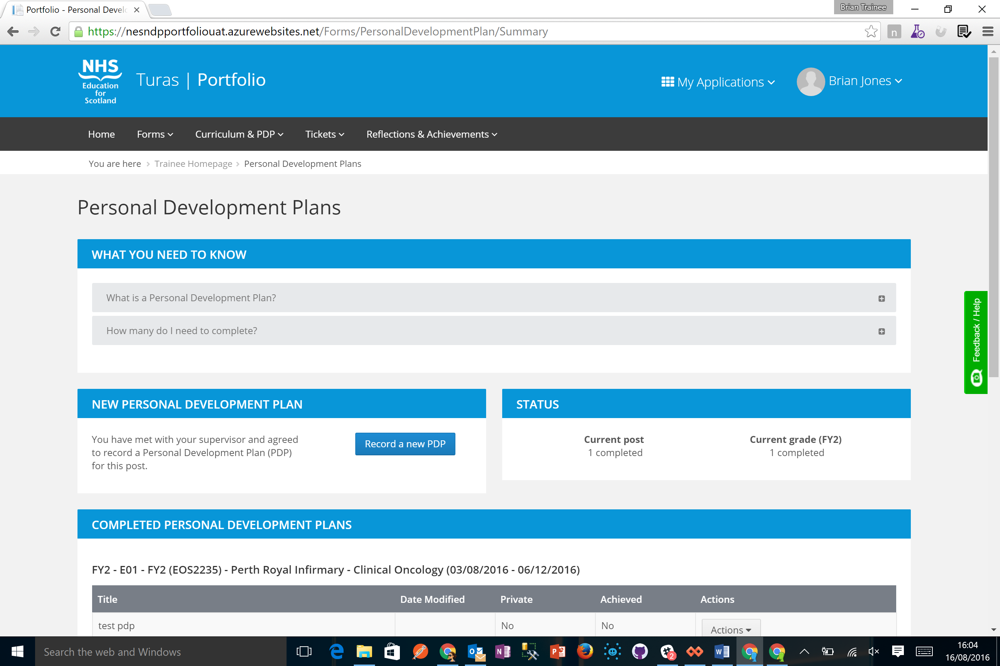 Portfolio - Personal Devel
Brian Trainee
https://nesndpportfoliouat.azurewebsites.net/Forms/PersonalDevelopmentPlan/Summary
n
NHS
Education
for
Scotland
Turas | Portfolio
My Applications
Brian Jones
Home
Forms
Curriculum & PDP
Tickets
Reflections & Achievements
You are here > Trainee Homepage > Personal Development Plans
Personal Development Plans
WHAT YOU NEED TO KNOW
What is a Personal Development Plan?
How many do I need to complete?
Feedback / Help
NEW PERSONAL DEVELOPMENT PLAN
You have met with your supervisor and agreed
to record a Personal Development Plan (PDP)
for this post.
Record a new PDP
STATUS
Current post
1 completed
Current grade (FY2)
1 completed
COMPLETED PERSONAL DEVELOPMENT PLANS
FY2 - E01 - FY2 (EOS2235) - Perth Royal Infirmary - Clinical Oncology (03/08/2016 - 06/12/2016)
Title Date Modified Private Achieved Actions
test pdp No No Actions
Search the web and Windows
2
16:04
16/08/2016